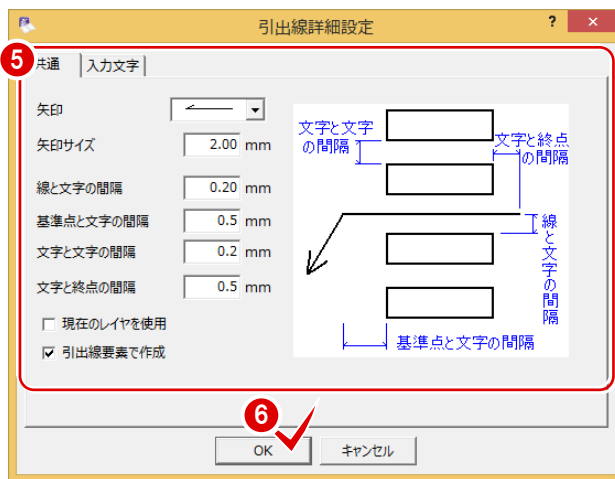 引出線詳細設定
? ×
5
共通 入力文字
矢印
矢印サイズ 2.00 mm
線と文字の間隔 0.20 mm
基準点と文字の間隔 0.5 mm
文字と文字の間隔 0.2 mm
文字と終点の間隔 0.5 mm
現在のレイヤを使用
引出線要素で作成
文字と文字
の間隔
文字と終点
の間隔
線と文字の間隔
基準点と文字の間隔
6
OK キャンセル